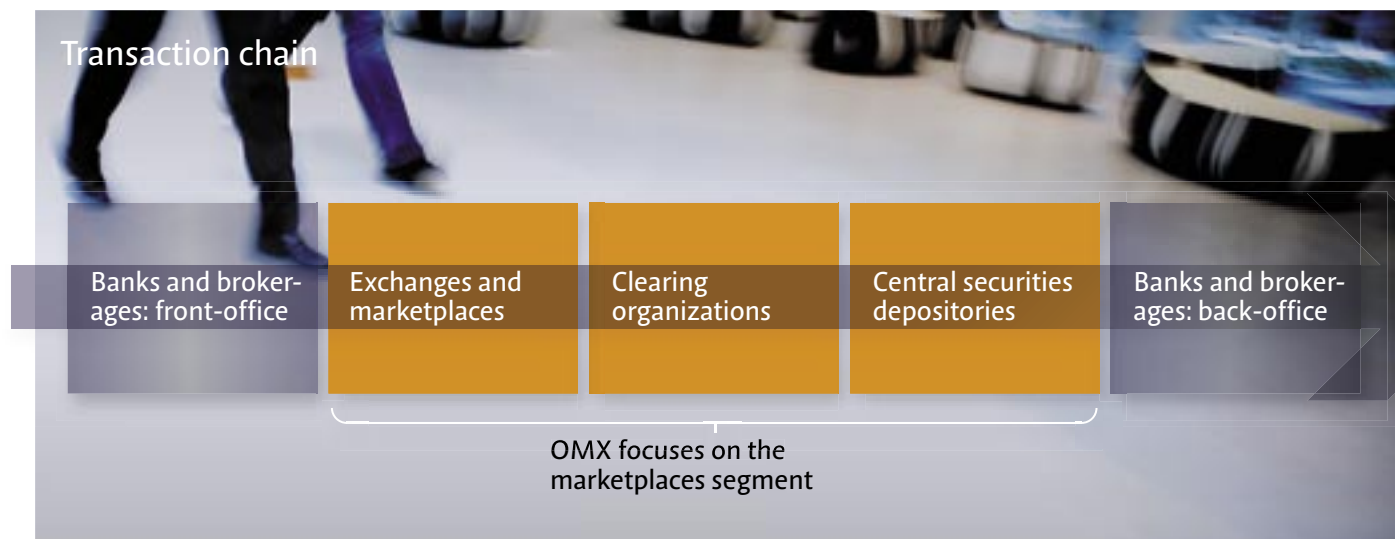 Transaction chain
Banks and broker-
ages: front-office
Exchanges and
marketplaces
Clearing
organizations
Central securities
depositories
Banks and broker-
ages: back-office
OMX focuses on the
marketplaces segment